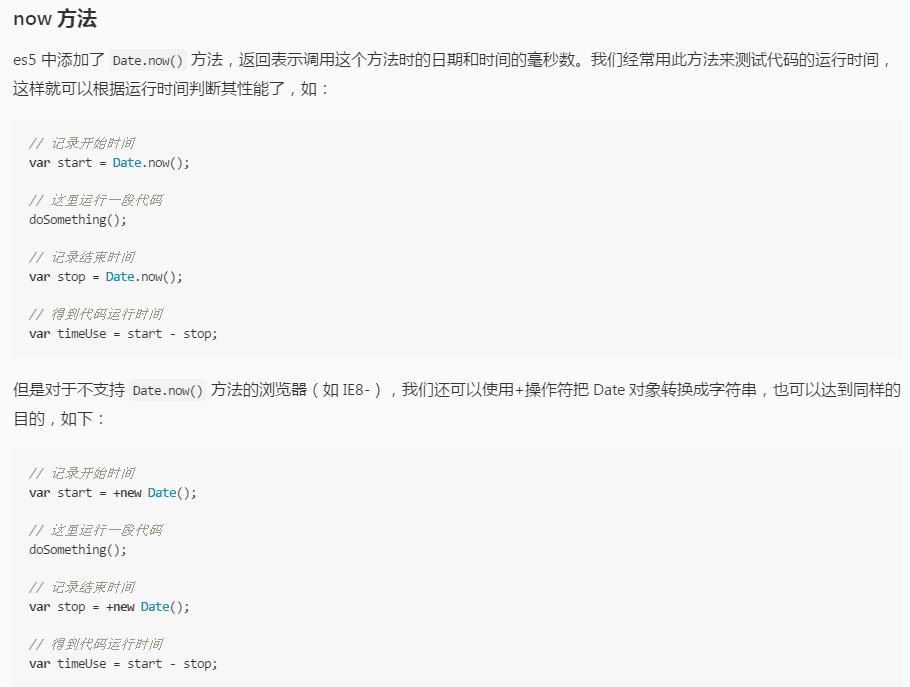 now 方法
es5 中添加了 Date.now() 方法，返回表示调用这个方法时的日期和时间的毫秒数。我们经常用此方法来测试代码的运行时间，
这样就可以根据运行时间判断其性能了，如：
// 记录开始时间
var start = Date.now();
// 这里运行一段代码
doSomething();
// 记录结束时间
var stop = Date.now();
// 得到代码运行时间
var timeUse = start - stop;
但是对于不支持 Date.now() 方法的浏览器（如 IE8-），我们还可以使用+操作符把 Date 对象转换成字符串，也可以达到同样的
目的，如下：
// 记录开始时间
var start = +new Date();
// 这里运行一段代码
doSomething();
// 记录结束时间
var stop = +new Date();
// 得到代码运行时间
var timeUse = start - stop;